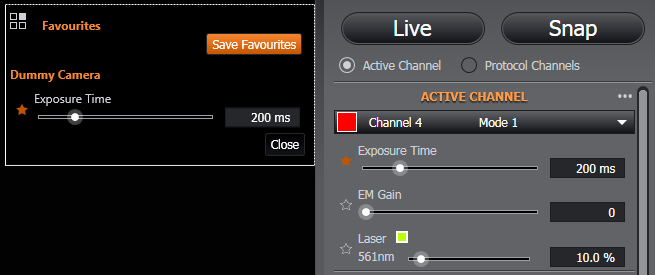 Favourites
Save Favourites
Dummy Camera
Exposure Time
200 ms
Close
Live
Snap
Active Channel
Protocol Channels
ACTIVE CHANNEL
Channel 4
Mode 1
Exposure Time
200 ms
EM Gain
0
Laser
561nm
10.0 %